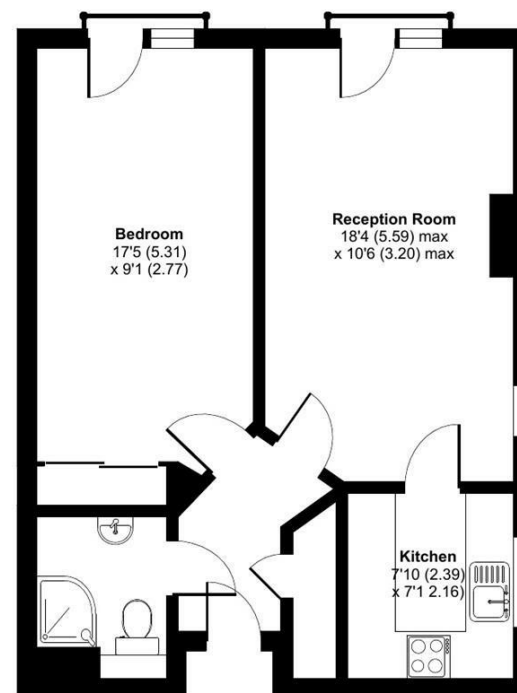 Bedroom
17'5 (5.31)
x 9'1 (2.77)
Reception Room
18'4 (5.59) max
x 10'6 (3.20) max
Kitchen
7'10 (2.39)
x 7'1 2.16)